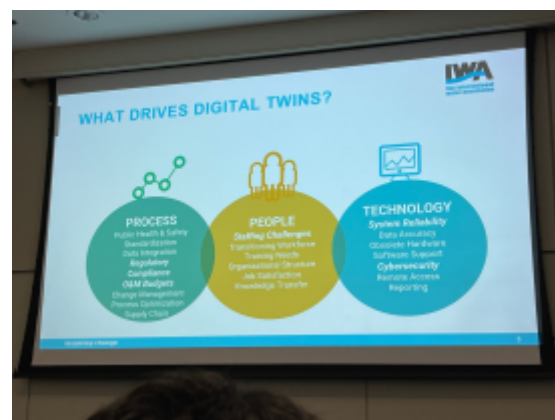 IWA
WHAT DRIVES DIGITAL TWINS?
PROCESS
Public Health & Safety
Standardization
Data Integration
Regulatory
Compliance
O&M Budgets
Change Management
Process Optimization
Supply Chain
PEOPLE
Staffing Challenges
Transitioning Workforce
Training Needs
Organizational Structure
Job Satisfaction
Knowledge Transfer
TECHNOLOGY
System Reliability
Data Accuracy
Obsolete Hardware
Software Support
Cybersecurity
Remote Access
Reporting